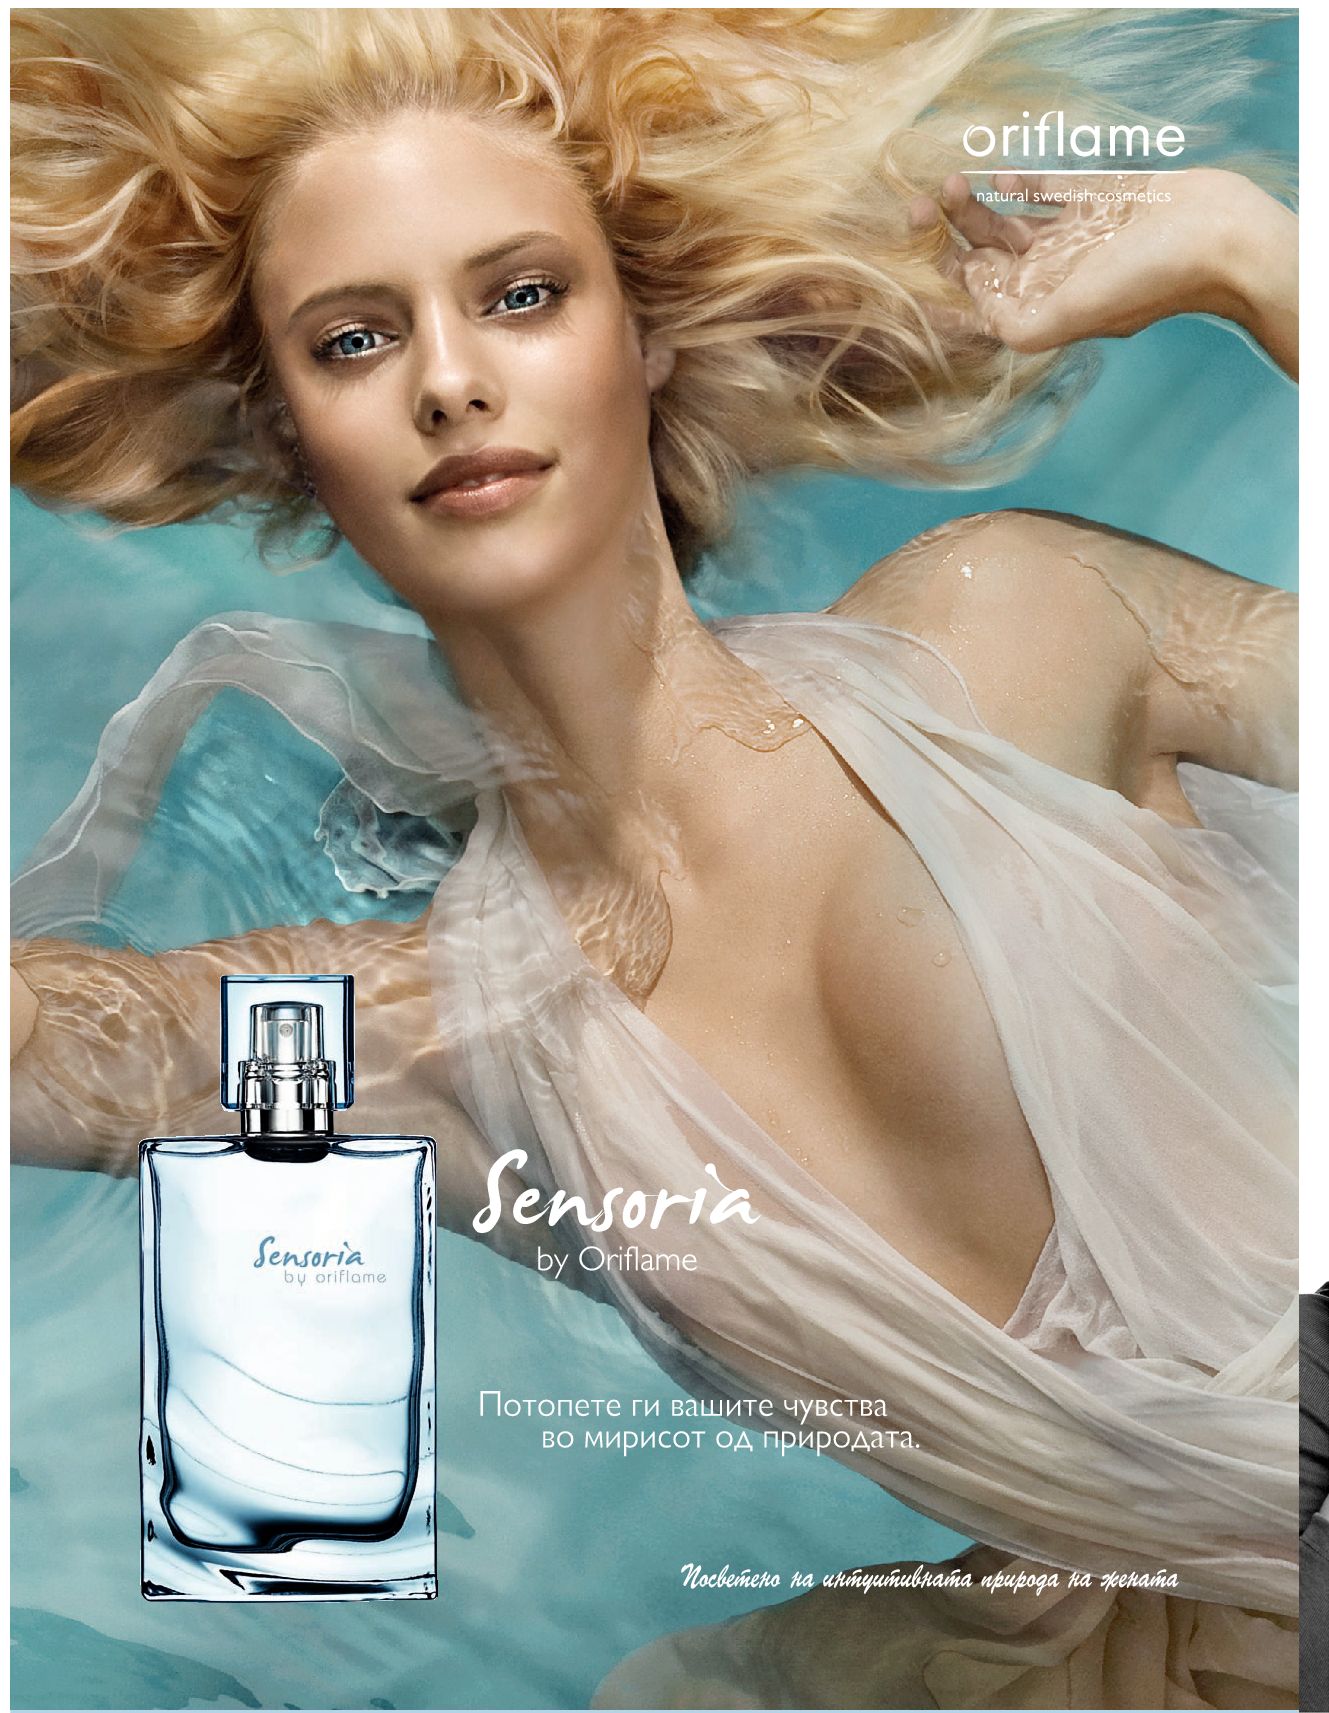 oriflame
natural swedish cosmetics
Sensoria
by Oriflame
Sensoria
by oriflame
Потопете ги вашите чувства
во мирисот од природата.
Посветено на интуитивната природа на жената